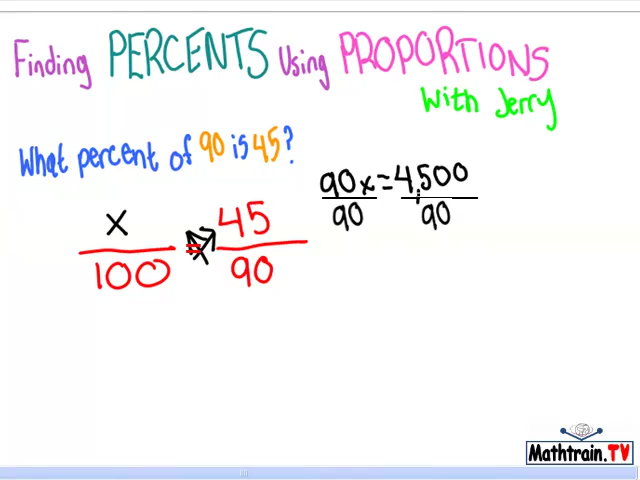 Finding PERCENTS Using PROPORTIONS
With Jerry
What percent of 90 is 45?
90x=4,500
90 90
x 45
100 = 90
Mathtrain.TV